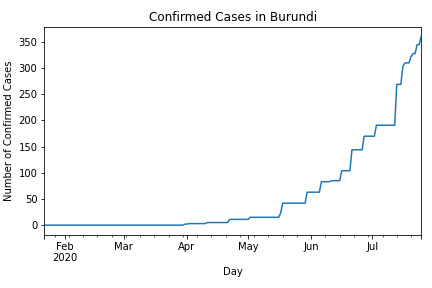 Confirmed Cases in Burundi
Number of Confirmed Cases
350
300
250
200
150
100
50
0
Feb
2020
Mar
Apr
May
Jun
Jul
Day